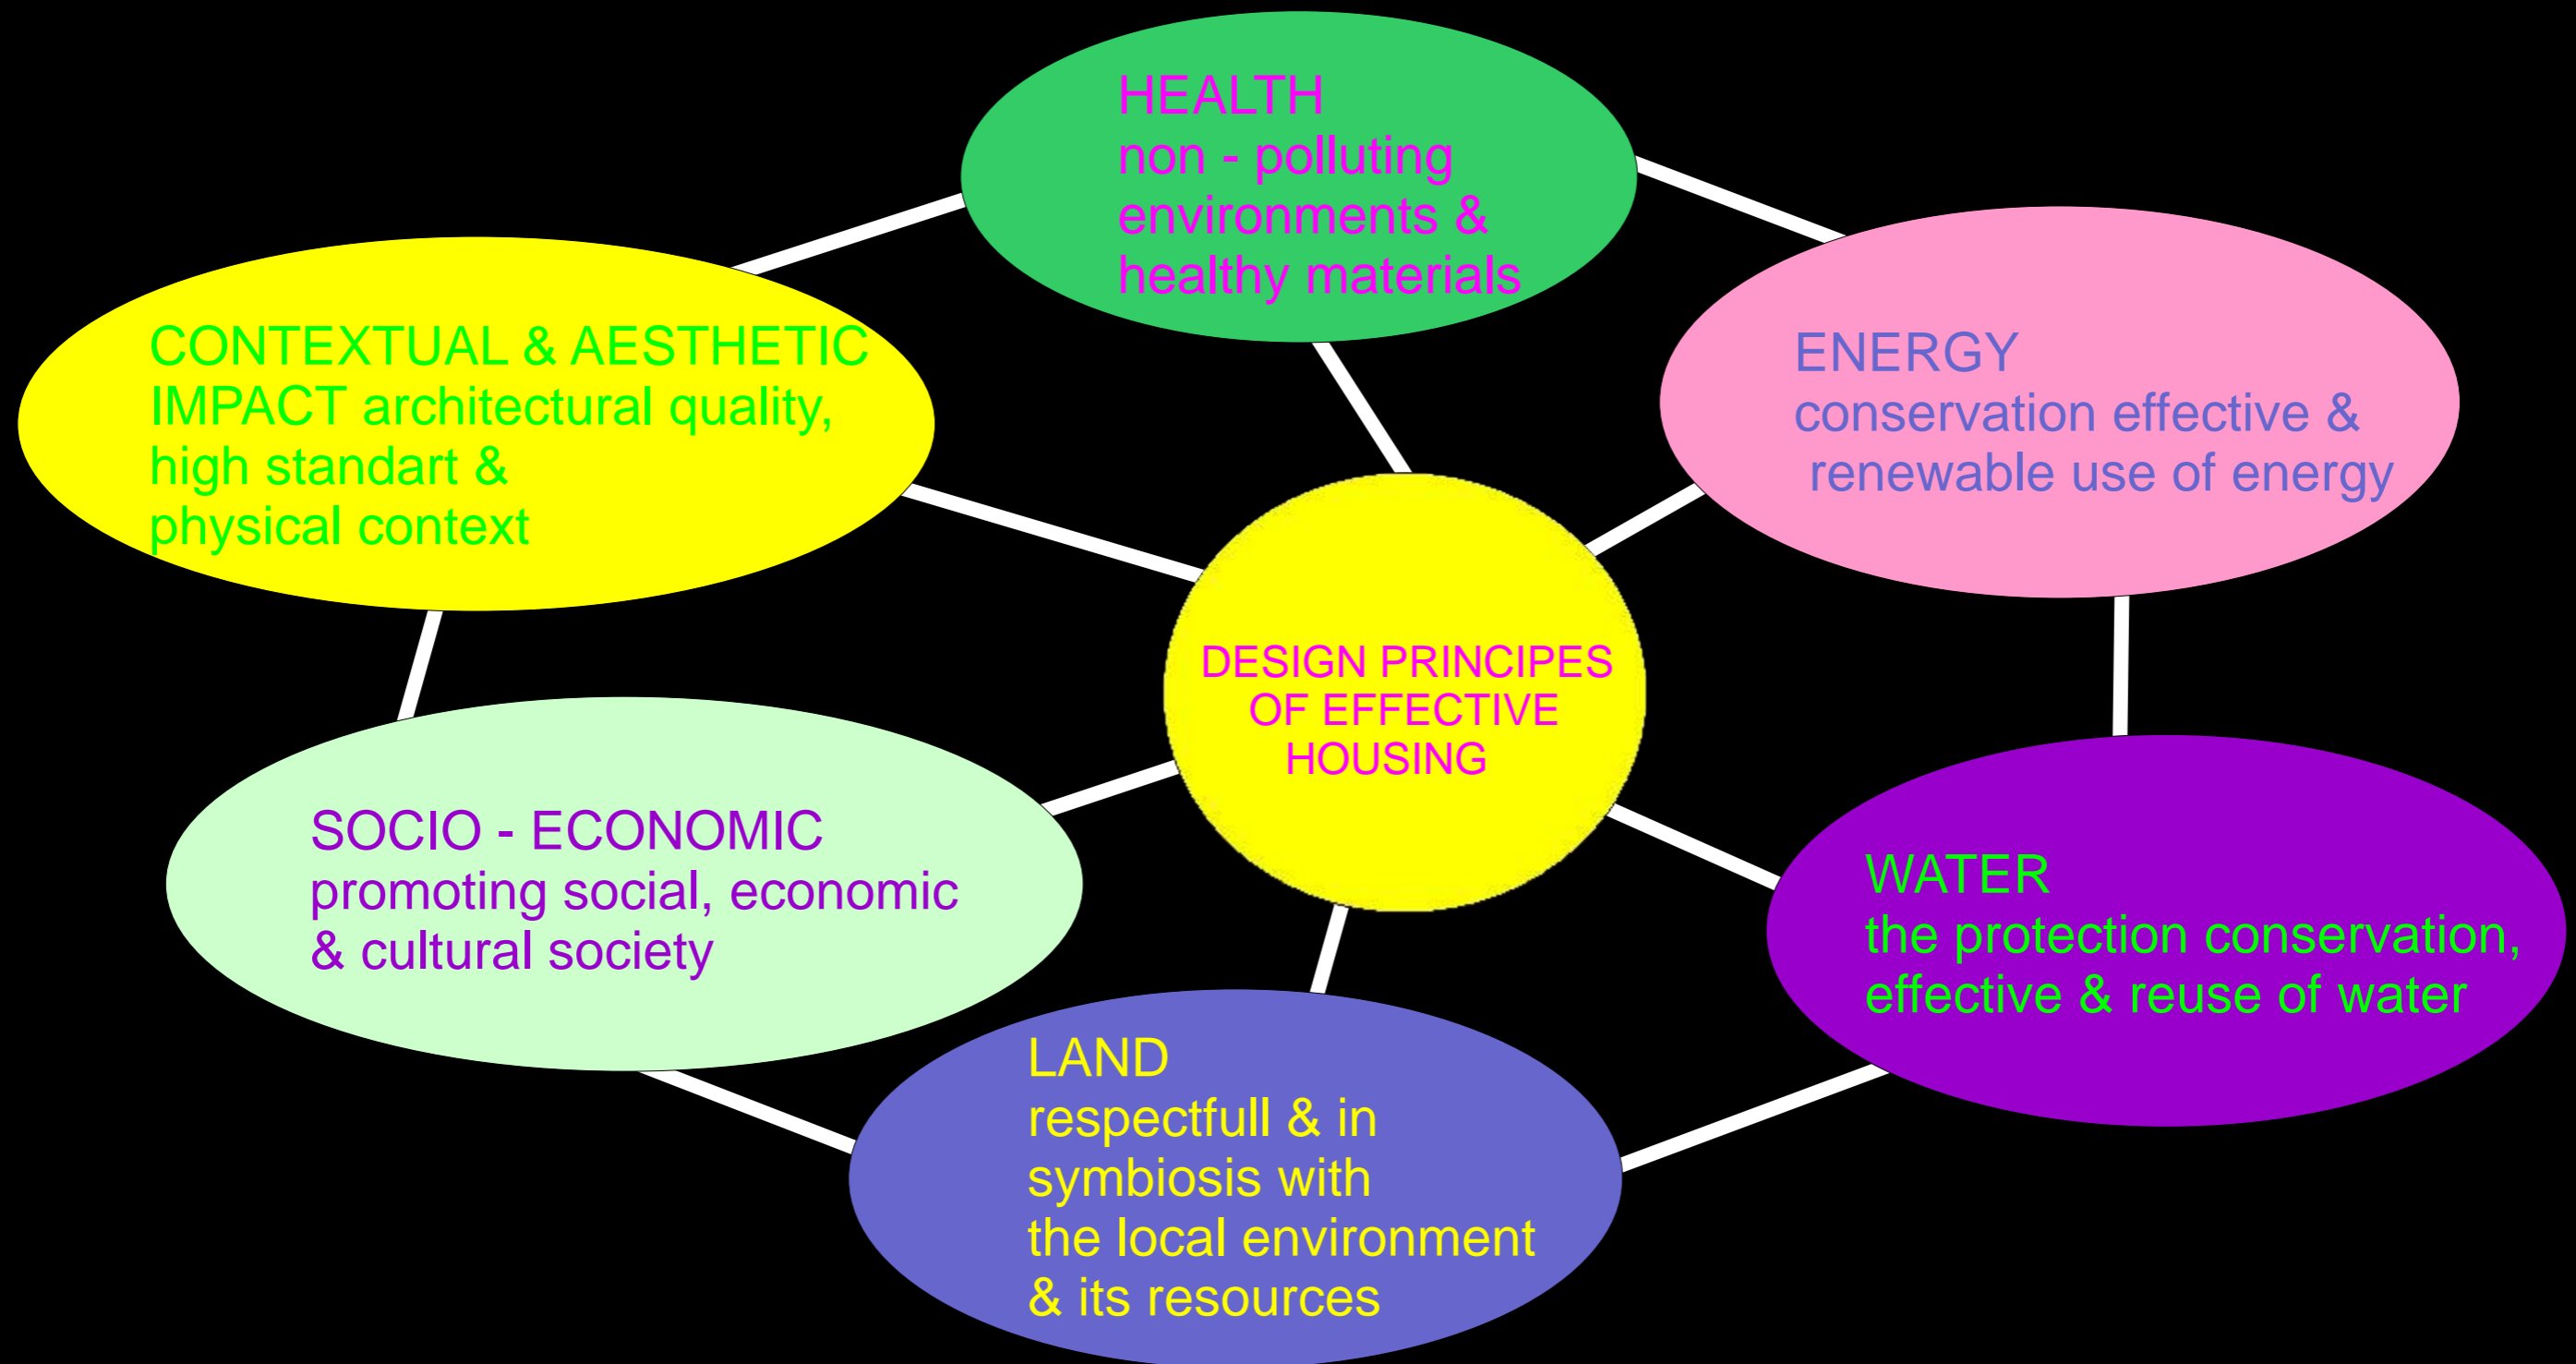 HEALTH
non - polluting
environments &
healthy materials
CONTEXTUAL & AESTHETIC
IMPACT architectural quality,
high standart &
physical context
ENERGY
conservation effective &
renewable use of energy
DESIGN PRINCIPES
OF EFFECTIVE
HOUSING
SOCIO - ECONOMIC
promoting social, economic
& cultural society
WATER
the protection conservation,
effective & reuse of water
LAND
respectfull & in
symbiosis with
the local environment
& its resources